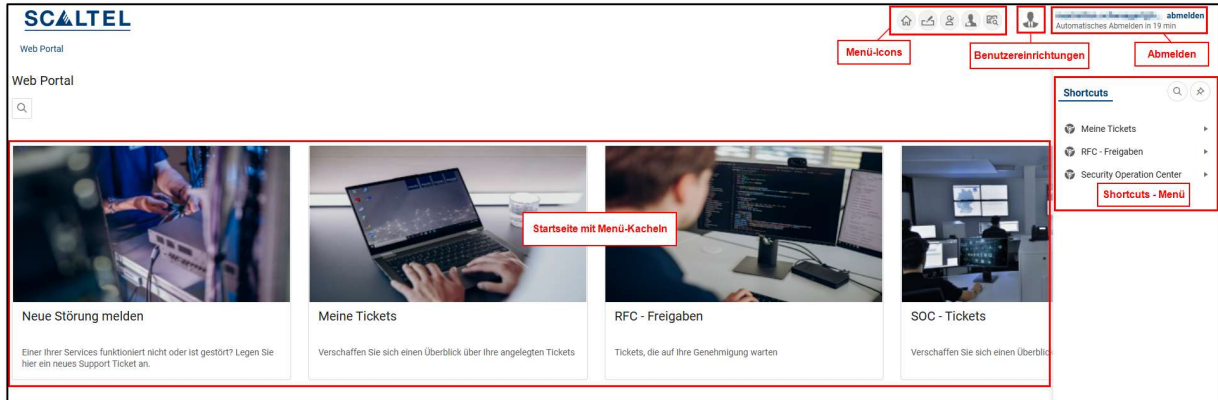 SCALTEL
abmelden
Automatisches Abmelden in 19 min
Web Portal
Menü-Icons
Benutzereinrichtungen
Abmelden
Web Portal
Shortcuts
Meine Tickets
RFC - Freigaben
Security Operation Center
Shortcuts - Menü
Startseite mit Menü-Kacheln
Neue Störung melden
Einer Ihrer Services funktioniert nicht oder ist gestört? Legen Sie
hier ein neues Support Ticket an.
Meine Tickets
Verschaffen Sie sich einen Überblick über Ihre angelegten Tickets
RFC - Freigaben
Tickets, die auf Ihre Genehmigung warten
SOC - Tickets
Verschaffen Sie sich einen Überblic